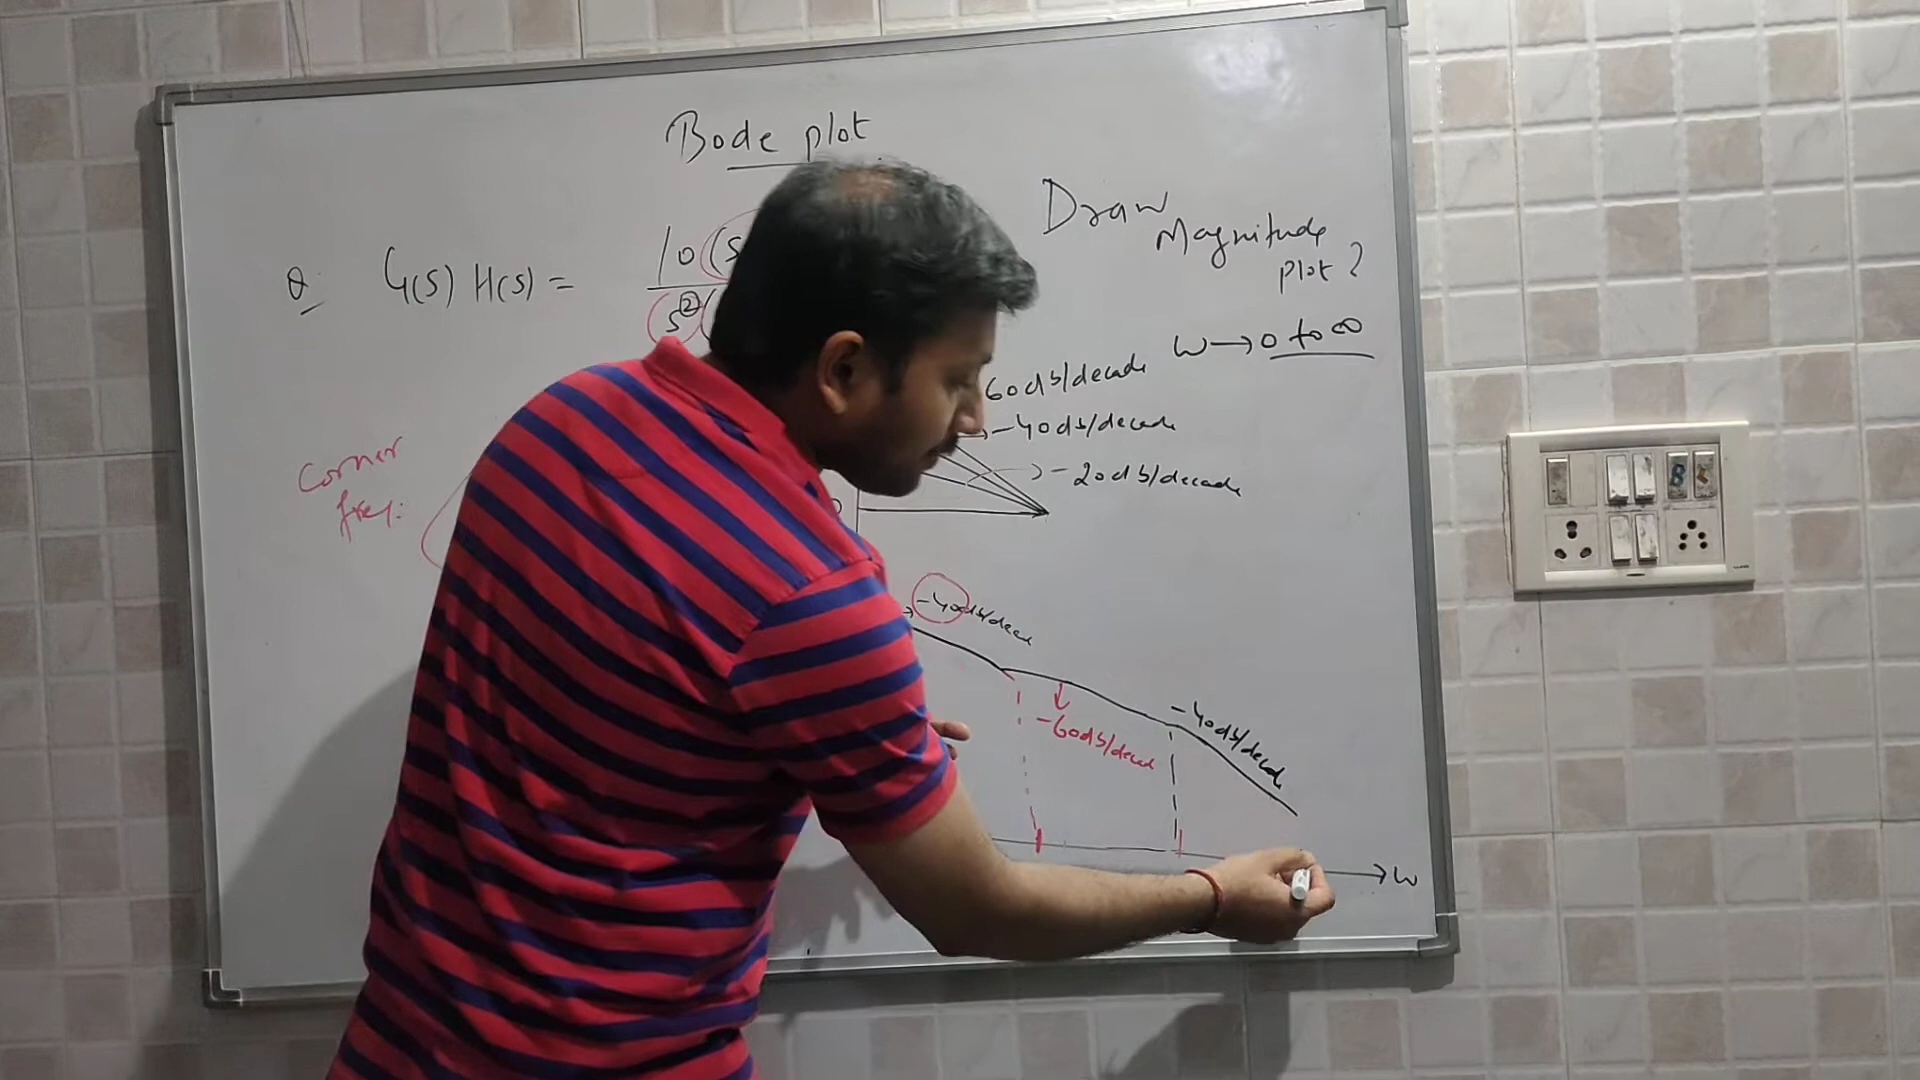 Bode plot
Draw
Magnitude
plot ?
Q: G(s) H(s) =
10 (s
s² (
W → 0 to ∞
60db/decade
-40db/decade
-20db/decade
Corner
freq:
-40db/decade
-60db/decade
-40db/decade
W